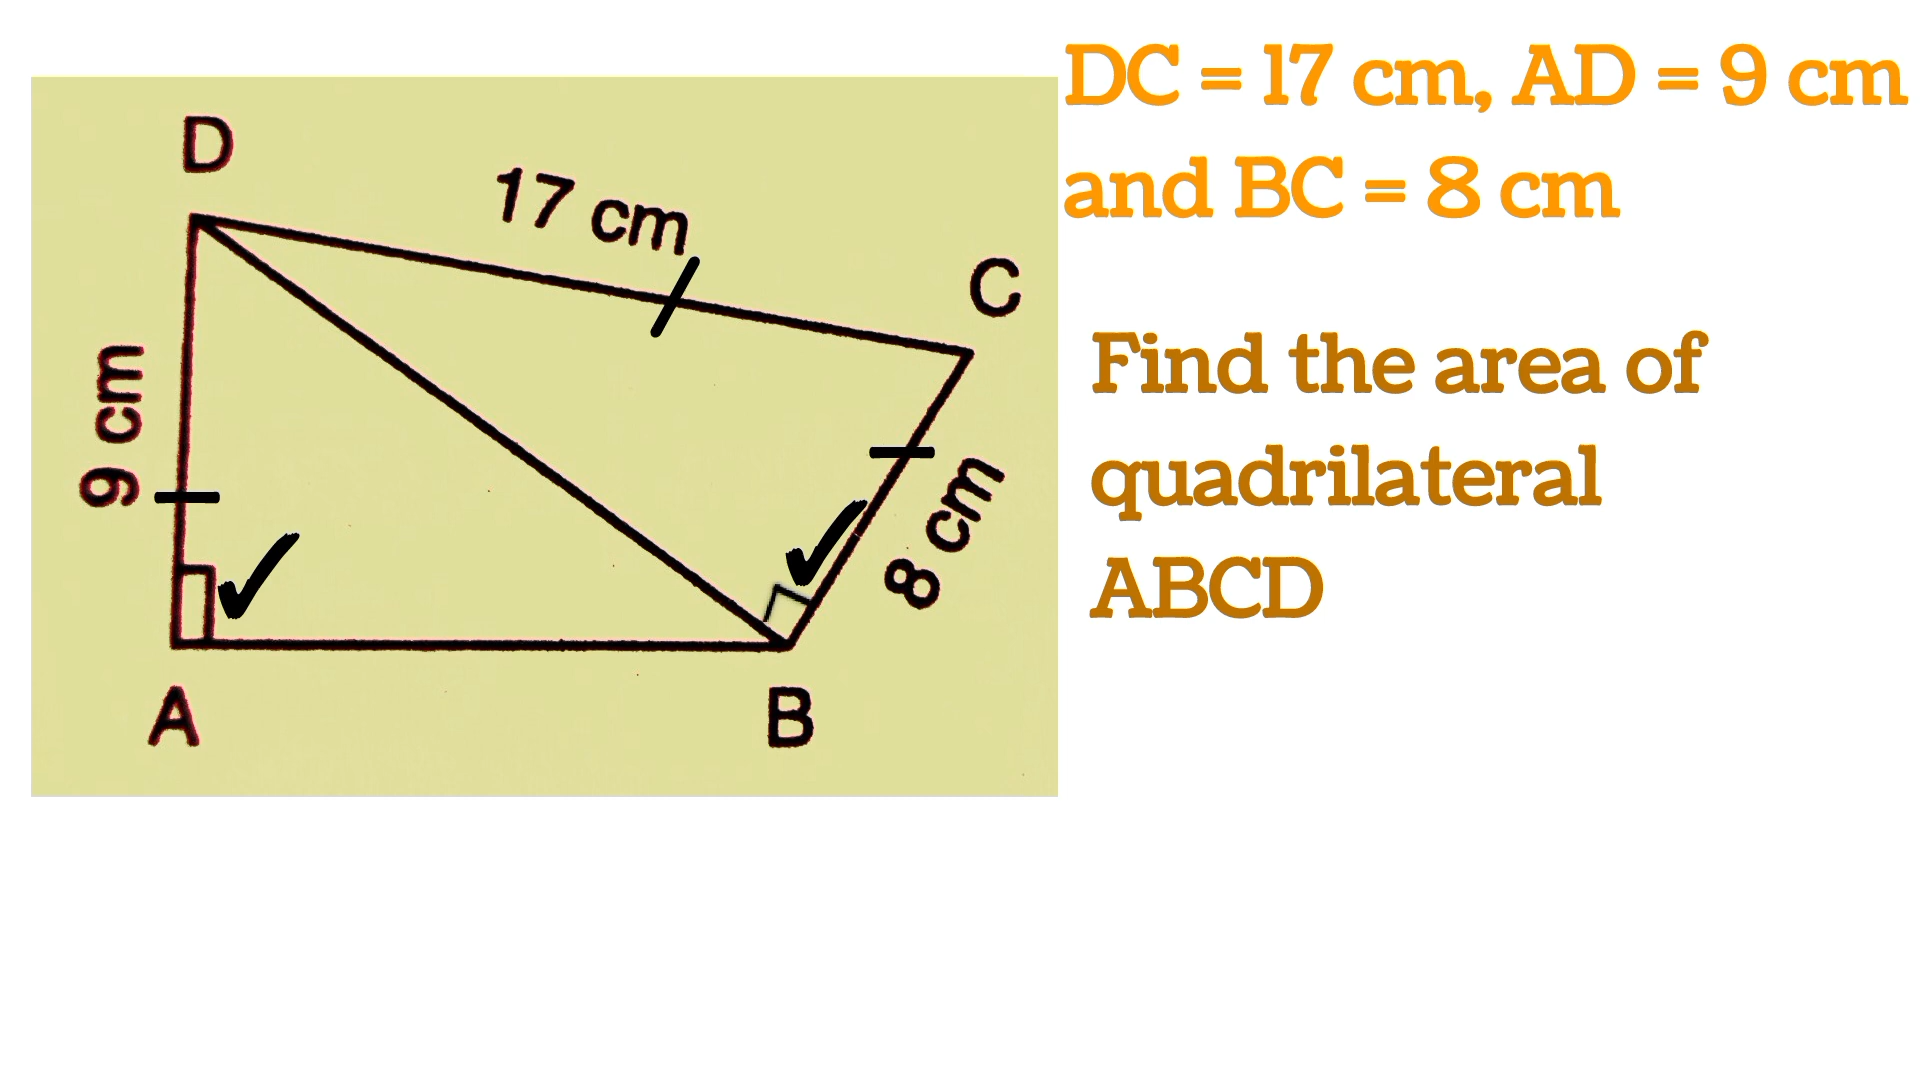 DC = 17 cm, AD = 9 cm
and BC = 8 cm
Find the area of
quadrilateral
ABCD
D
17 cm
C
9 cm
8 cm
A
B